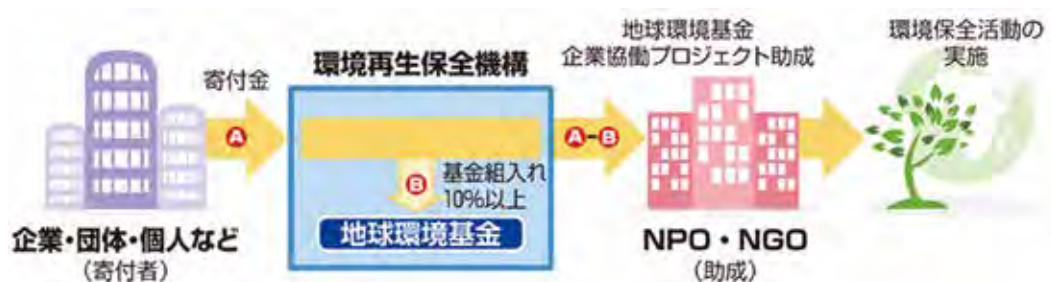 寄付金
A
企業・団体・個人など
（寄付者）
環境再生保全機構
B
基金組入れ
10%以上
地球環境基金
A-B
地球環境基金
企業協働プロジェクト助成
NPO・NGO
（助成）
環境保全活動の
実施